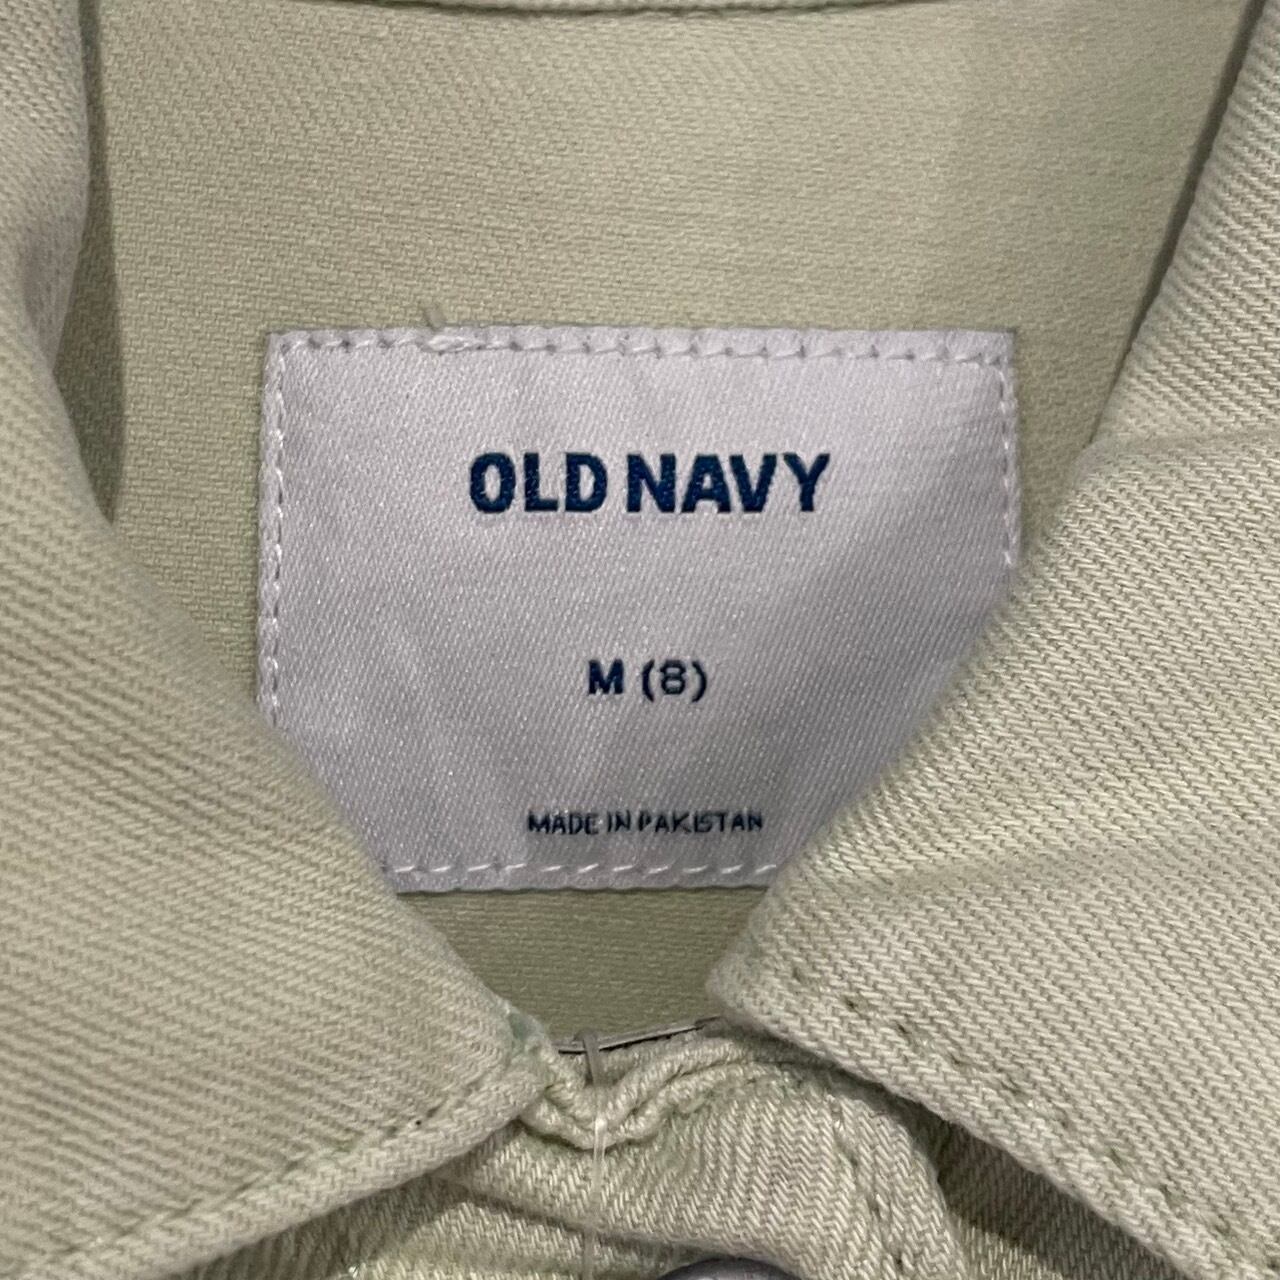 OLD NAVY
M (8)
MADE IN PAKISTAN